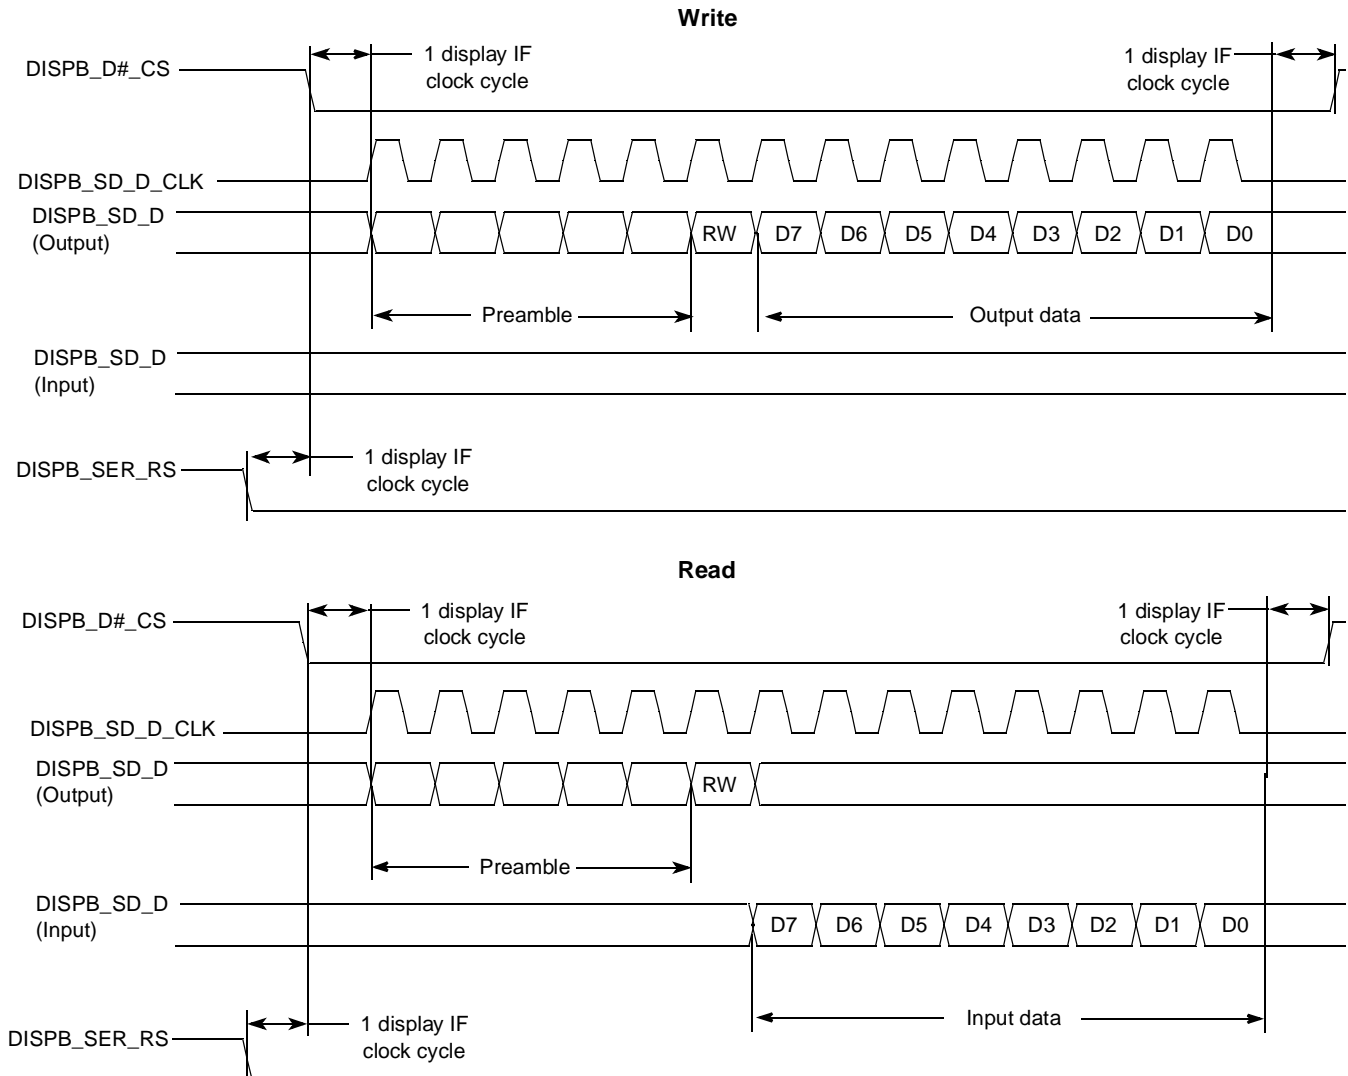 Write
1 display IF
clock cycle
1 display IF
clock cycle
DISPB_D#_CS
DISPB_SD_D_CLK
DISPB_SD_D
(Output)
RW D7 D6 D5 D4 D3 D2 D1 D0
Preamble
Output data
DISPB_SD_D
(Input)
DISPB_SER_RS
1 display IF
clock cycle
Read
1 display IF
clock cycle
1 display IF
clock cycle
DISPB_D#_CS
DISPB_SD_D_CLK
DISPB_SD_D
(Output)
RW
Preamble
DISPB_SD_D
(Input)
D7 D6 D5 D4 D3 D2 D1 D0
Input data
DISPB_SER_RS
1 display IF
clock cycle